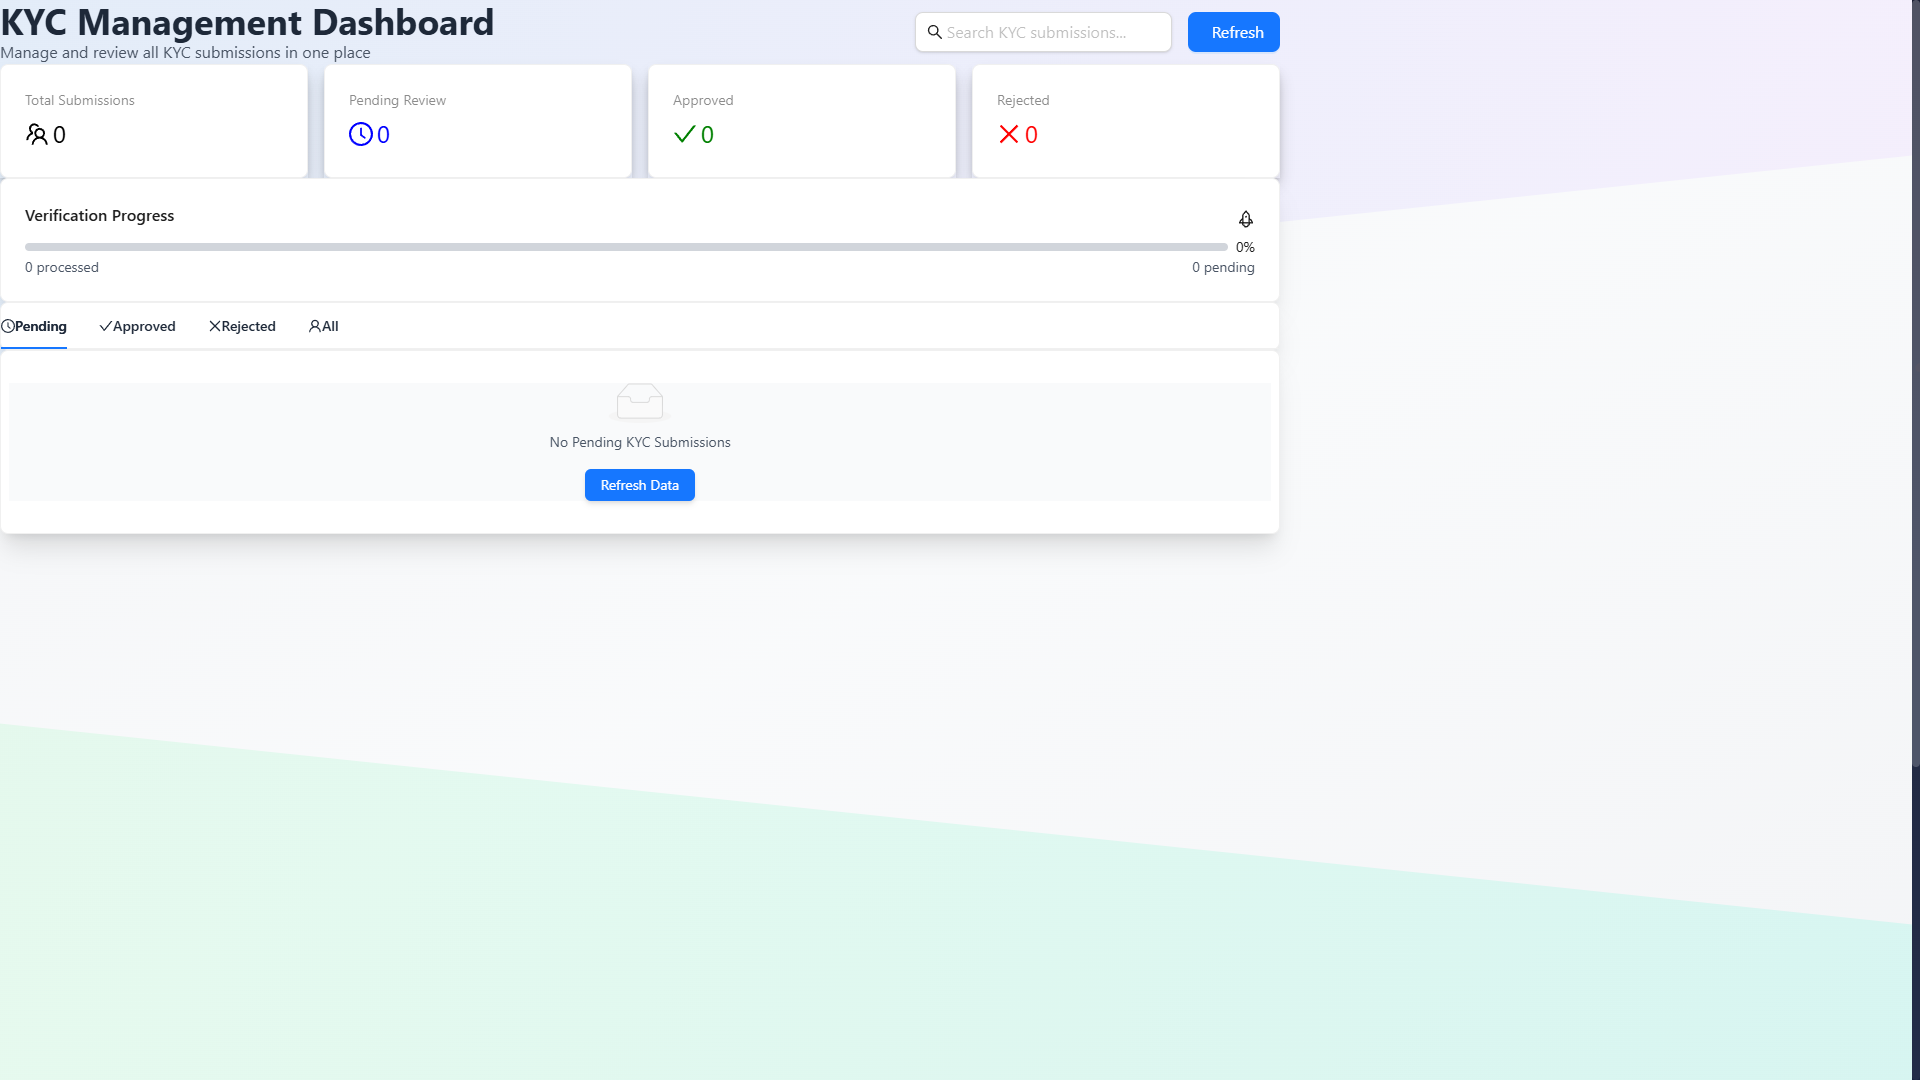 KYC Management Dashboard
Manage and review all KYC submissions in one place
Search KYC submissions...
Refresh
Total Submissions
0
Pending Review
0
Approved
0
Rejected
0
Verification Progress
0%
0 processed
0 pending
Pending
Approved
Rejected
All
No Pending KYC Submissions
Refresh Data